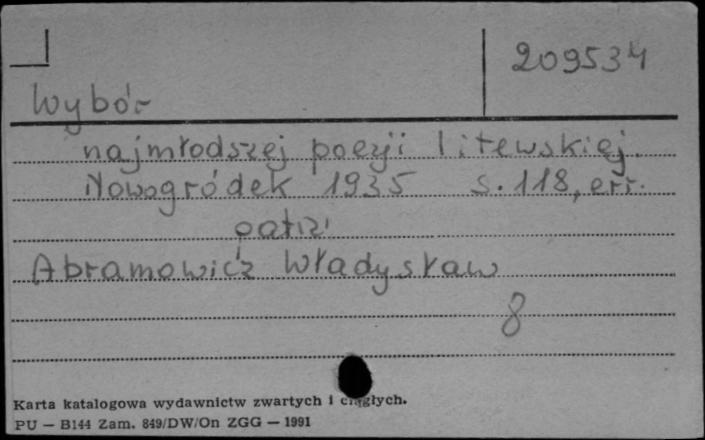 209534
Wybór
najmłodszej poezji litewskiej.
Nowogródek 1935 s. 118, err.
patrz
Abramowicz Władysław
8
Karta katalogowa wydawnictw zwartych i ciągłych.
PU — B144 Zam. 849/DW/On ZGG — 1991